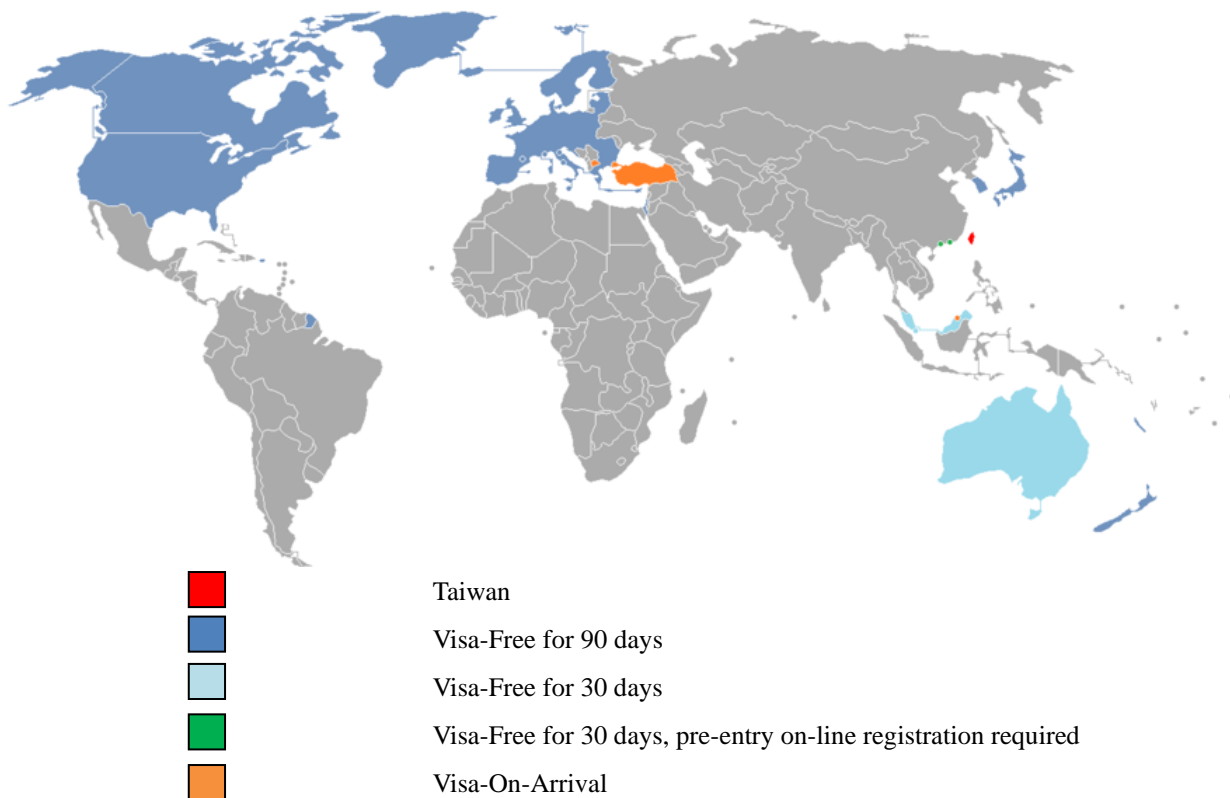 Taiwan
Visa-Free for 90 days
Visa-Free for 30 days
Visa-Free for 30 days, pre-entry on-line registration required
Visa-On-Arrival